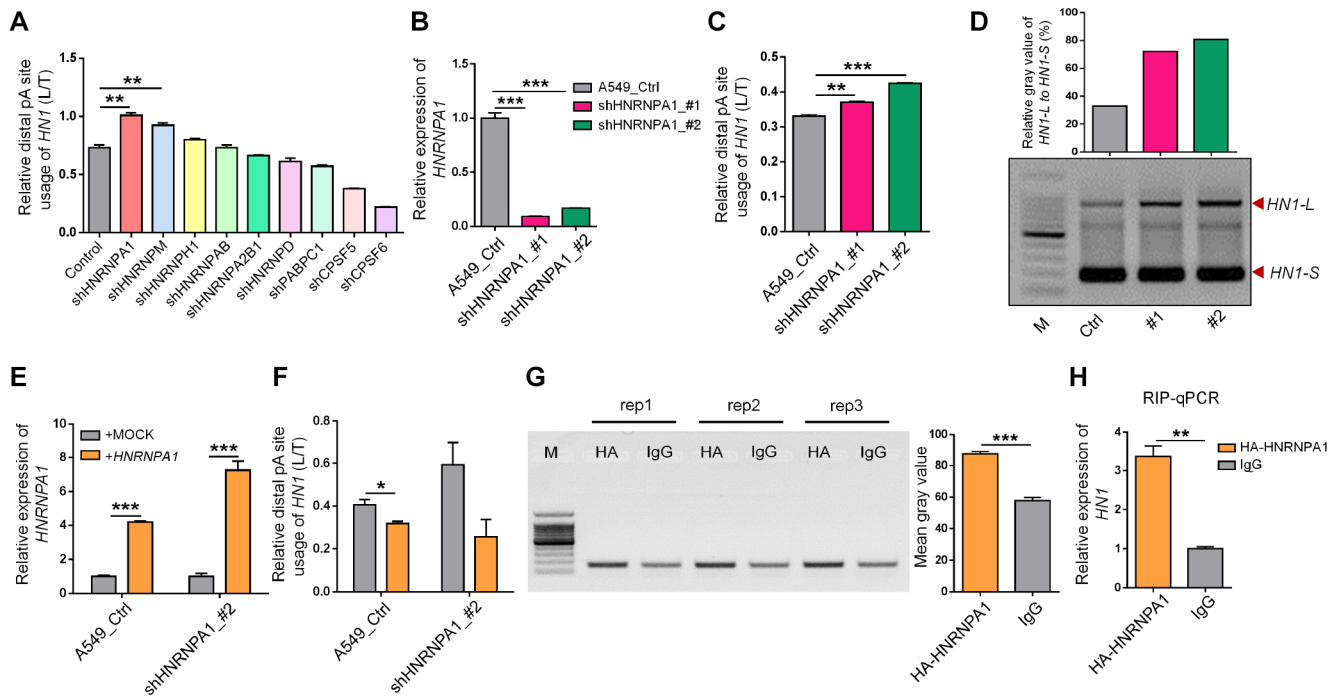 A
Relative distal pA site
usage of HN1 (L/T)
1.5
1.0
0.5
0.0
**
**
Control
shHNRNPA1
shHNRNPM
shHNRNPH1
shHNRNPAB
shHNRNPA2B1
shHNRNPD
shPABPC1
shCPSF5
shCPSF6
B
Relative expression of
HNRNPA1
1.5
1.0
0.5
0.0
***
***
A549_Ctrl
shHNRNPA1_#1
shHNRNPA1_#2
A549_Ctrl
shHNRNPA1_#1
shHNRNPA1_#2
C
Relative distal pA site
usage of HN1 (L/T)
0.5
0.4
0.3
0.2
0.1
0.0
***
**
A549_Ctrl
shHNRNPA1_#1
shHNRNPA1_#2
D
Relative gray value of
HN1-L to HN1-S (%)
80
40
0
HN1-L
HN1-S
M
Ctrl
#1
#2
E
Relative expression of
HNRNPA1
10
8
6
4
2
0
+MOCK
+HNRNPA1
***
***
A549_Ctrl
shHNRNPA1_#2
F
Relative distal pA site
usage of HN1 (L/T)
0.8
0.6
0.4
0.2
0.0
*
A549_Ctrl
shHNRNPA1_#2
G
rep1
rep2
rep3
M
HA
IgG
HA
IgG
HA
IgG
Mean gray value
100
80
60
40
20
0
***
HA-HNRNPA1
IgG
H
RIP-qPCR
Relative expression of
HN1
4
3
2
1
0
**
HA-HNRNPA1
IgG
HA-HNRNPA1
IgG